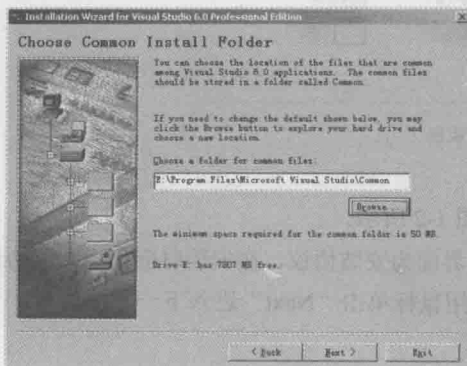 Installation Wizard for Visual Studio 6.0 Professional Edition
Choose Common Install Folder
You can choose the location of the files that are common
among Visual Studio 6.0 applications. The common files
should be stored in a folder called Common.
If you need to change the default shown below, you may
click the Browse button to explore your hard drive and
choose a new location.
Choose a folder for common files:
E:\Program Files\Microsoft Visual Studio\Common
Browse...
The minimum space required for the common folder is 50 MB.
Drive E: has MB free.
< Back
Next >
Exit
"Next"